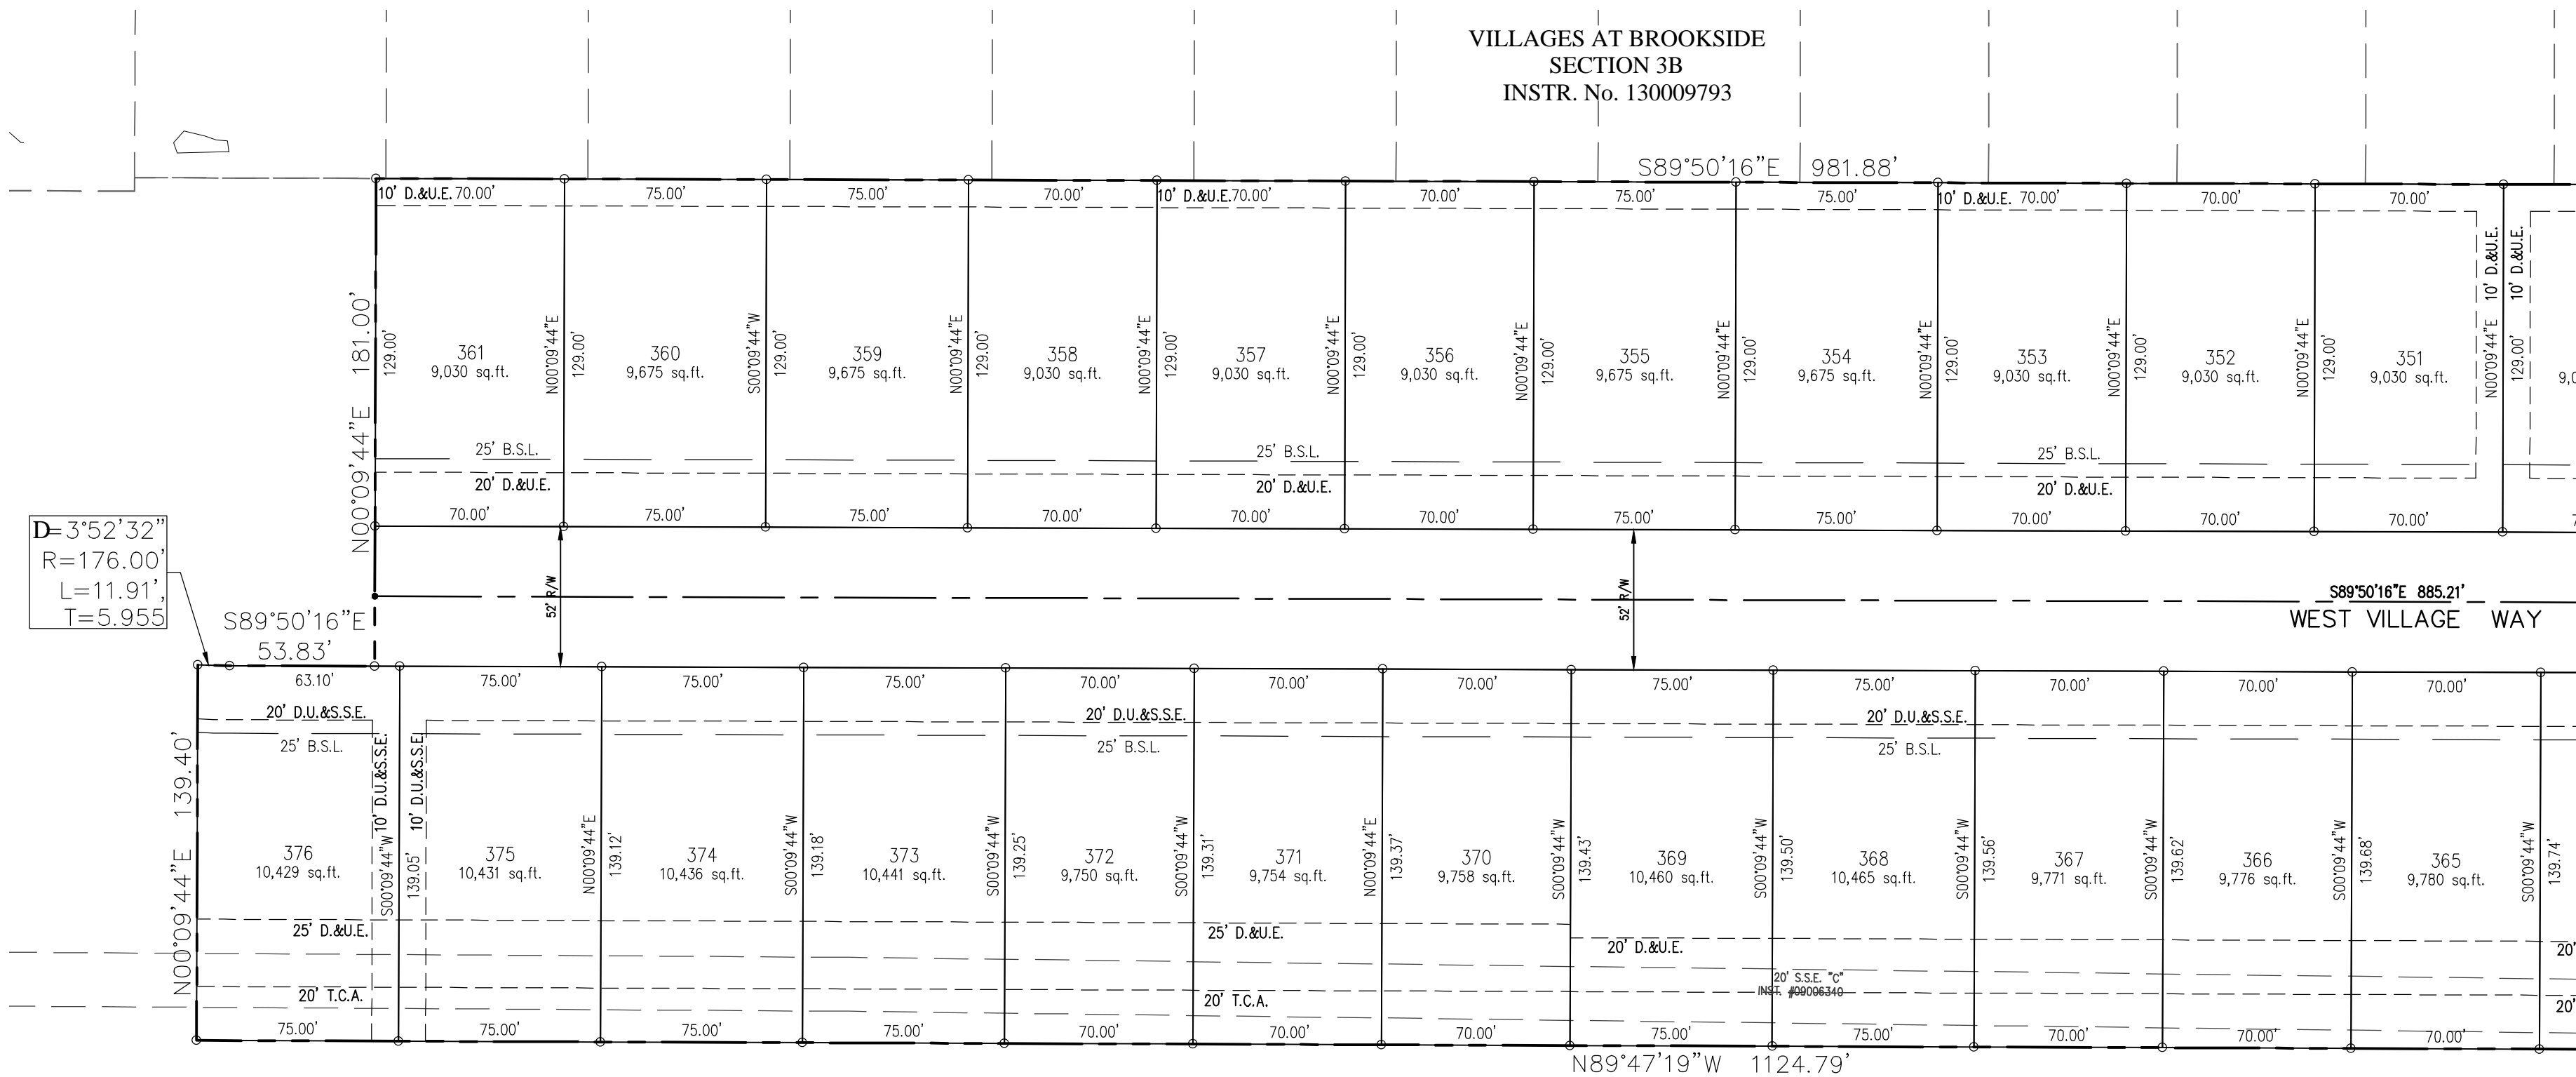 VILLAGES AT BROOKSIDE
SECTION 3B
INSTR. No. 130009793
S89°50'16"E 981.88'
10' D.&U.E. 70.00' 75.00' 75.00' 70.00' 10' D.&U.E. 70.00' 70.00' 75.00' 75.00' 10' D.&U.E. 70.00' 70.00' 70.00'
10' D.&U.E. 10' D.&U.E.
N00°09'44"E 181.00'
129.00' N00°09'44"E 129.00' S00°09'44"W 129.00' N00°09'44"E 129.00' N00°09'44"E 129.00' N00°09'44"E 129.00' N00°09'44"E 129.00' N00°09'44"E 129.00' N00°09'44"E 129.00' N00°09'44"E 129.00' N00°09'44"E 129.00' N00°09'44"E 129.00'
361 360 359 358 357 356 355 354 353 352 351
9,030 sq.ft. 9,675 sq.ft. 9,675 sq.ft. 9,030 sq.ft. 9,030 sq.ft. 9,030 sq.ft. 9,675 sq.ft. 9,675 sq.ft. 9,030 sq.ft. 9,030 sq.ft. 9,030 sq.ft.
25' B.S.L. 25' B.S.L. 25' B.S.L.
20' D.&U.E. 20' D.&U.E. 20' D.&U.E.
70.00' 75.00' 75.00' 70.00' 70.00' 70.00' 75.00' 75.00' 70.00' 70.00' 70.00'
D=3°52'32"
R=176.00'
L=11.91',
T=5.955
52' R/W 52' R/W
S89°50'16"E 885.21'
WEST VILLAGE WAY
S89°50'16"E
53.83'
63.10' 75.00' 75.00' 75.00' 70.00' 70.00' 70.00' 75.00' 75.00' 70.00' 70.00' 70.00'
20' D.U.&S.S.E. 20' D.U.&S.S.E. 20' D.U.&S.S.E.
25' B.S.L. 25' B.S.L. 25' B.S.L.
10' D.U.&S.S.E. 10' D.U.&S.S.E.
N00°09'44"E 139.40'
S00°09'44"W 139.05' N00°09'44"E 139.12' S00°09'44"W 139.18' S00°09'44"W 139.25' S00°09'44"W 139.31' N00°09'44"E 139.37' S00°09'44"W 139.43' S00°09'44"W 139.50' S00°09'44"W 139.56' S00°09'44"W 139.62' S00°09'44"W 139.68' S00°09'44"W 139.74'
376 375 374 373 372 371 370 369 368 367 366 365
10,429 sq.ft. 10,431 sq.ft. 10,436 sq.ft. 10,441 sq.ft. 9,750 sq.ft. 9,754 sq.ft. 9,758 sq.ft. 10,460 sq.ft. 10,465 sq.ft. 9,771 sq.ft. 9,776 sq.ft. 9,780 sq.ft.
25' D.&U.E. 25' D.&U.E. 20' D.&U.E. 20'
20' S.S.E. "C"
INST. #09006340
20' T.C.A. 20' T.C.A. 20'
75.00' 75.00' 75.00' 75.00' 70.00' 70.00' 70.00' 75.00' 75.00' 70.00' 70.00' 70.00'
N89°47'19"W 1124.79'